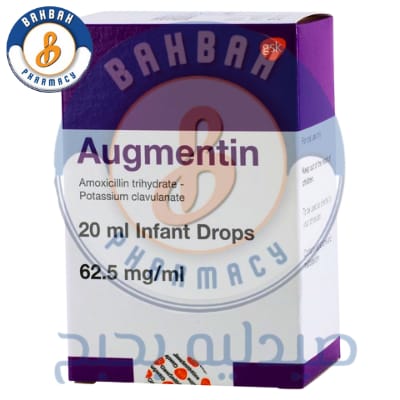 BAHBAH
PHARMACY
gsk
BAHBAH
PHARMACY
Augmentin
Amoxicillin trihydrate -
Potassium clavulanate
20 ml Infant Drops
62.5 mg/ml
صيدلية بحبح